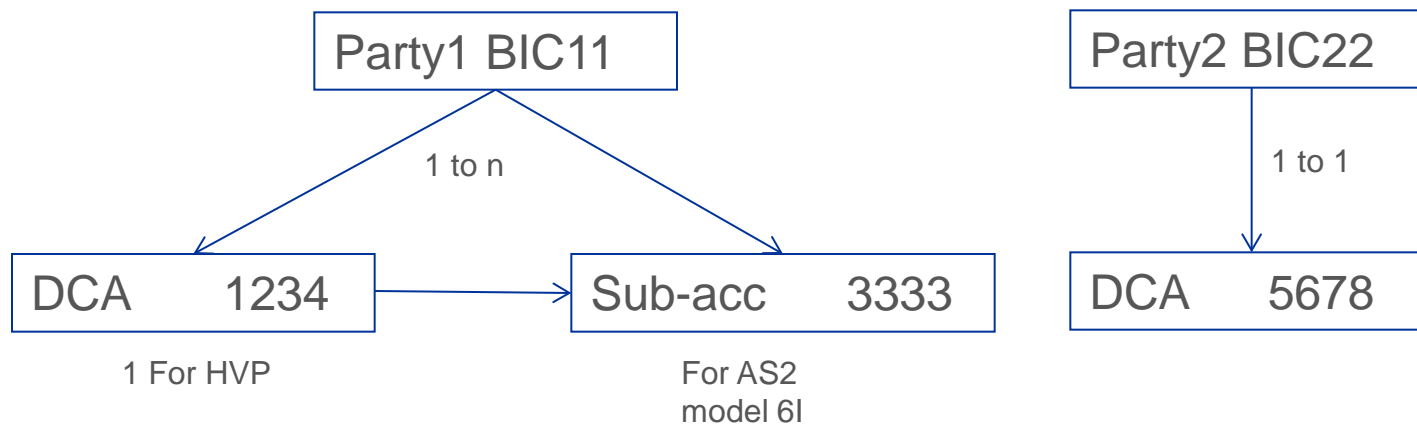 Party1 BIC11
Party2 BIC22
1 to n
1 to 1
DCA 1234
Sub-acc 3333
DCA 5678
1 For HVP
For AS2
model 6I